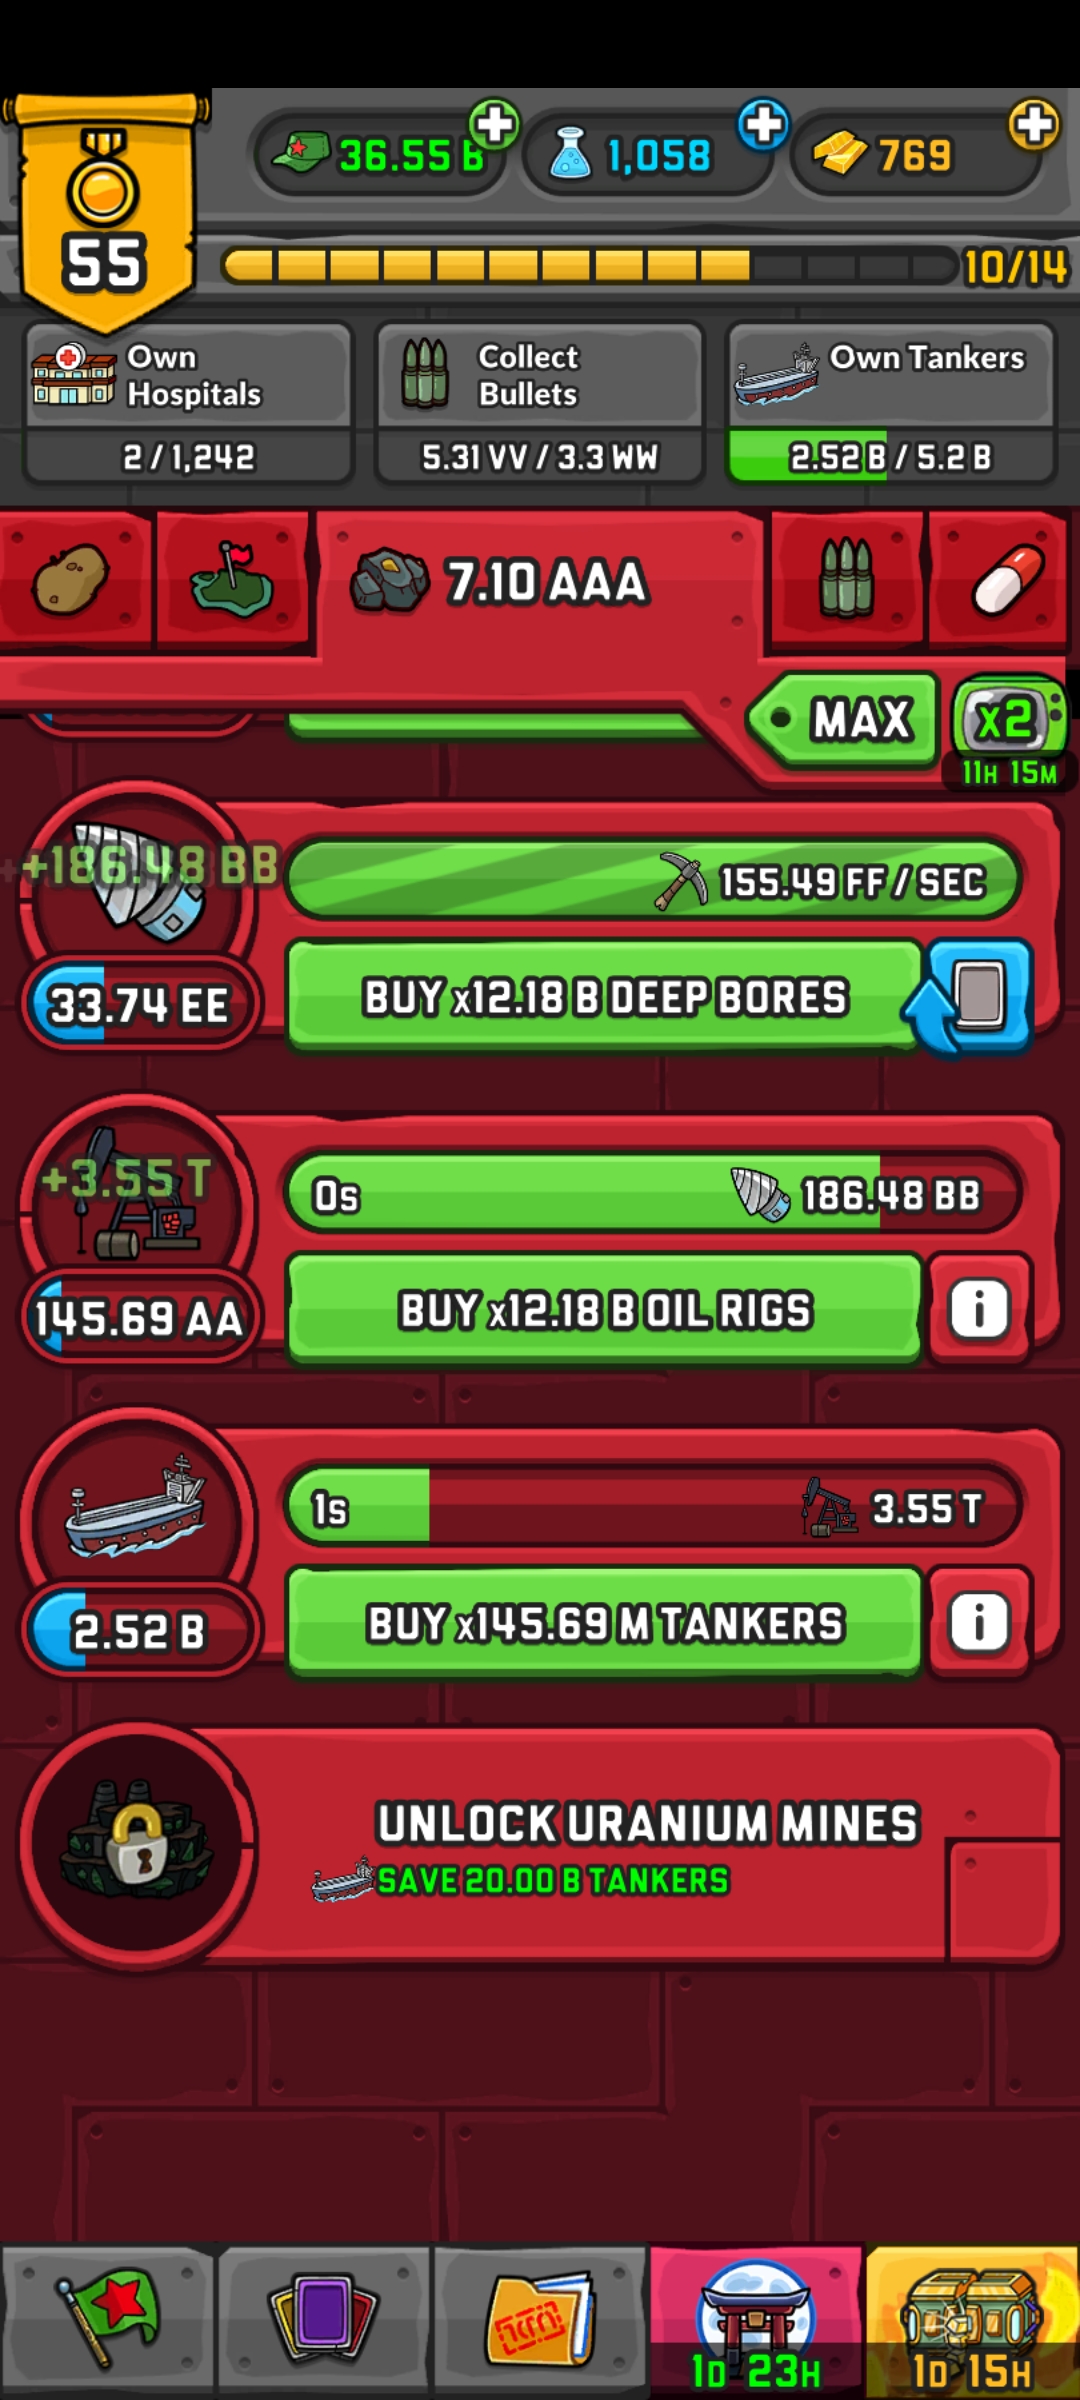 36.55 B
1,058
769
55
10/14
Own
Hospitals
2 / 1,242
Collect
Bullets
5.31 VV / 3.3 WW
Own Tankers
2.52 B / 5.2 B
7.10 AAA
MAX
x2
11H 15M
+186.48 BB
155.49 FF / SEC
33.74 EE
BUY x12.18 B DEEP BORES
+3.55 T
0s
186.48 BB
145.69 AA
BUY x12.18 B OIL RIGS
i
1s
3.55 T
2.52 B
BUY x145.69 M TANKERS
i
UNLOCK URANIUM MINES
SAVE 20.00 B TANKERS
1D 23H
1D 15H